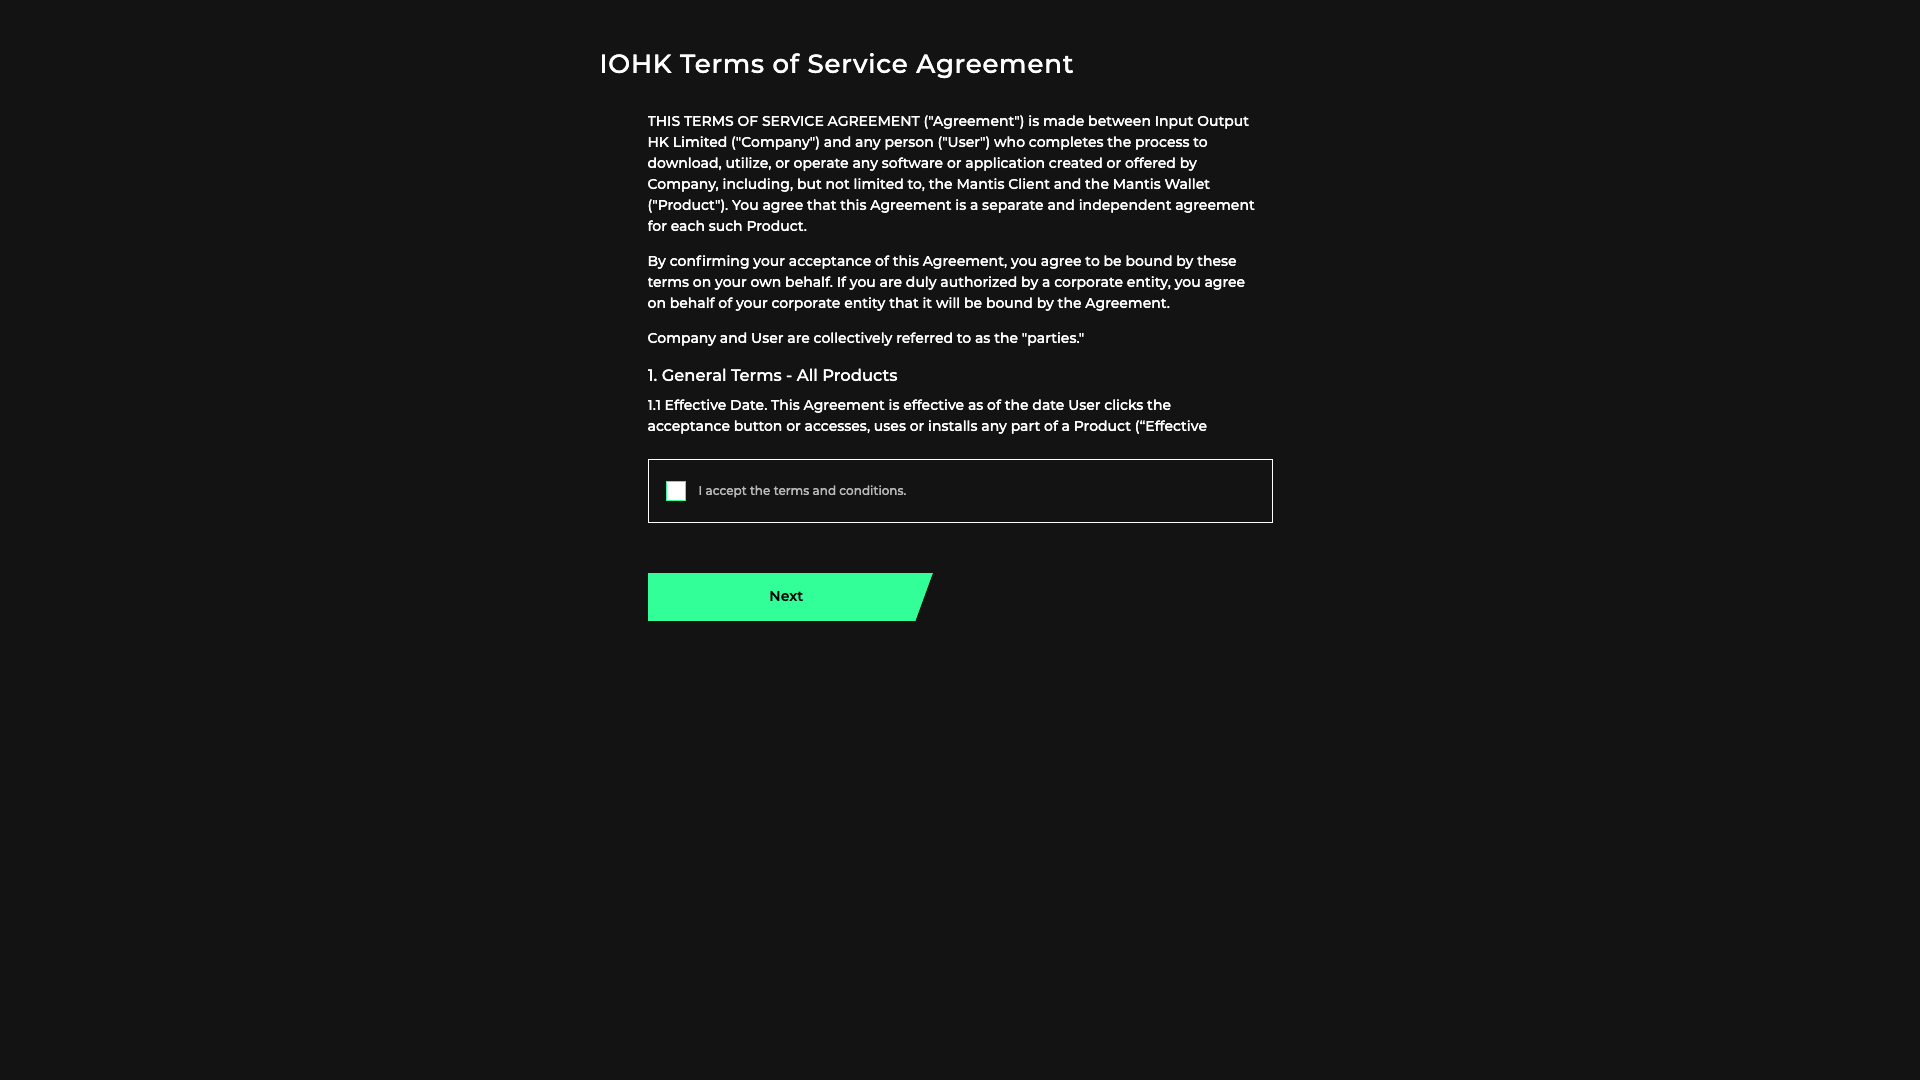 IOHK Terms of Service Agreement
THIS TERMS OF SERVICE AGREEMENT ("Agreement") is made between Input Output
HK Limited ("Company") and any person ("User") who completes the process to
download, utilize, or operate any software or application created or offered by
Company, including, but not limited to, the Mantis Client and the Mantis Wallet
("Product"). You agree that this Agreement is a separate and independent agreement
for each such Product.
By confirming your acceptance of this Agreement, you agree to be bound by these
terms on your own behalf. If you are duly authorized by a corporate entity, you agree
on behalf of your corporate entity that it will be bound by the Agreement.
Company and User are collectively referred to as the "parties."
1. General Terms - All Products
1.1 Effective Date. This Agreement is effective as of the date User clicks the
acceptance button or accesses, uses or installs any part of a Product (“Effective
I accept the terms and conditions.
Next